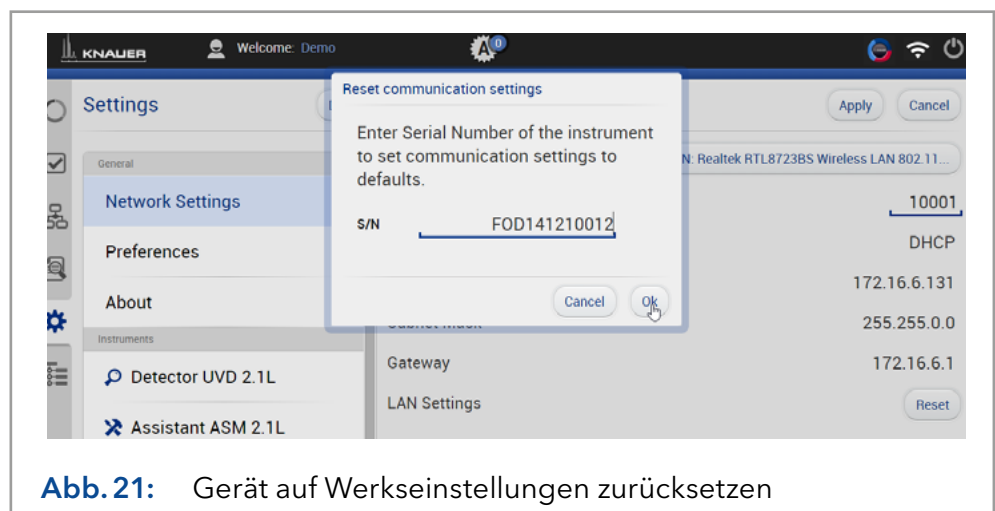 KNAUER Welcome: Demo A 0
Settings
Reset communication settings
Apply Cancel
Enter Serial Number of the instrument
to set communication settings to
defaults.
General
N: Realtek RTL8723BS Wireless LAN 802.11...
Network Settings
10001
S/N FOD141210012
DHCP
Preferences
172.16.6.131
About
Cancel Ok
Subnet Mask 255.255.0.0
Instruments
Gateway 172.16.6.1
Detector UVD 2.1L
LAN Settings Reset
Assistant ASM 2.1L
Abb. 21: Gerät auf Werkseinstellungen zurücksetzen